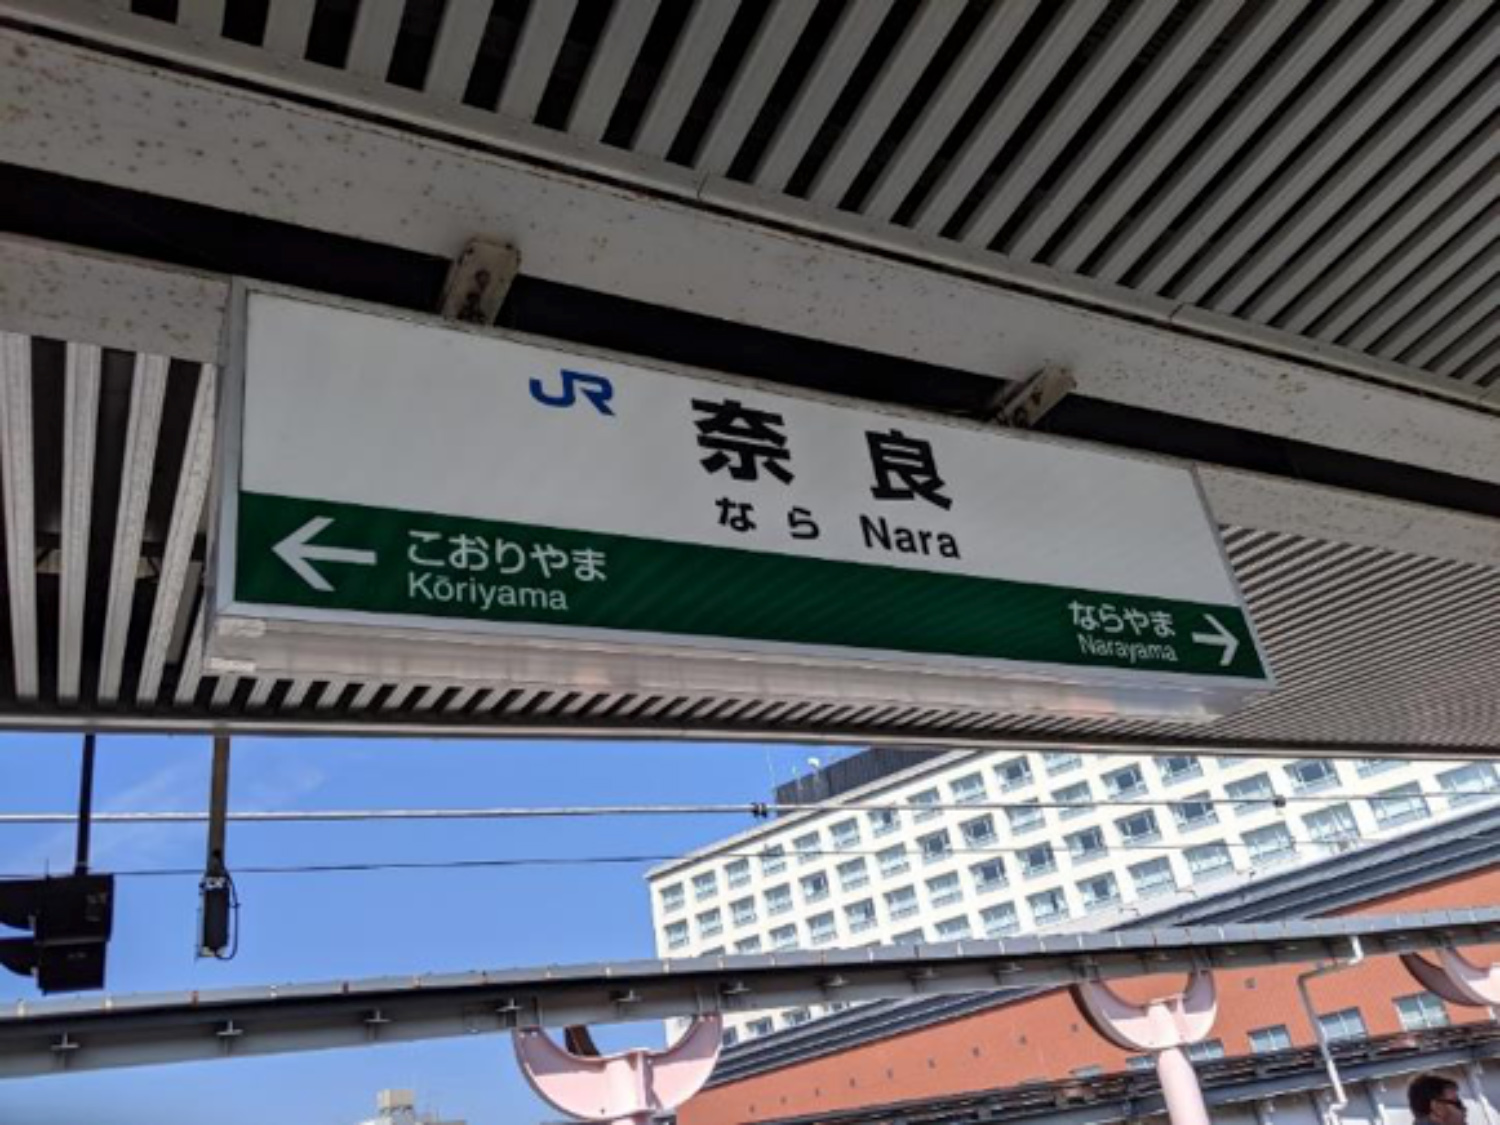 JR 奈良
なら Nara
← こおりやま
Kōriyama
ならやま →
Narayama